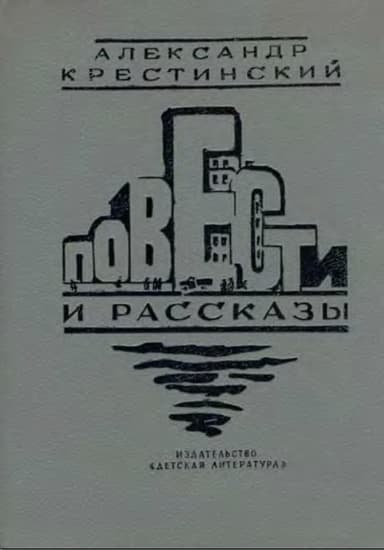 АЛЕКСАНДР
КРЕСТИНСКИЙ
ПОВЕСТИ
И РАССКАЗЫ
ИЗДАТЕЛЬСТВО
«ДЕТСКАЯ ЛИТЕРАТУРА»